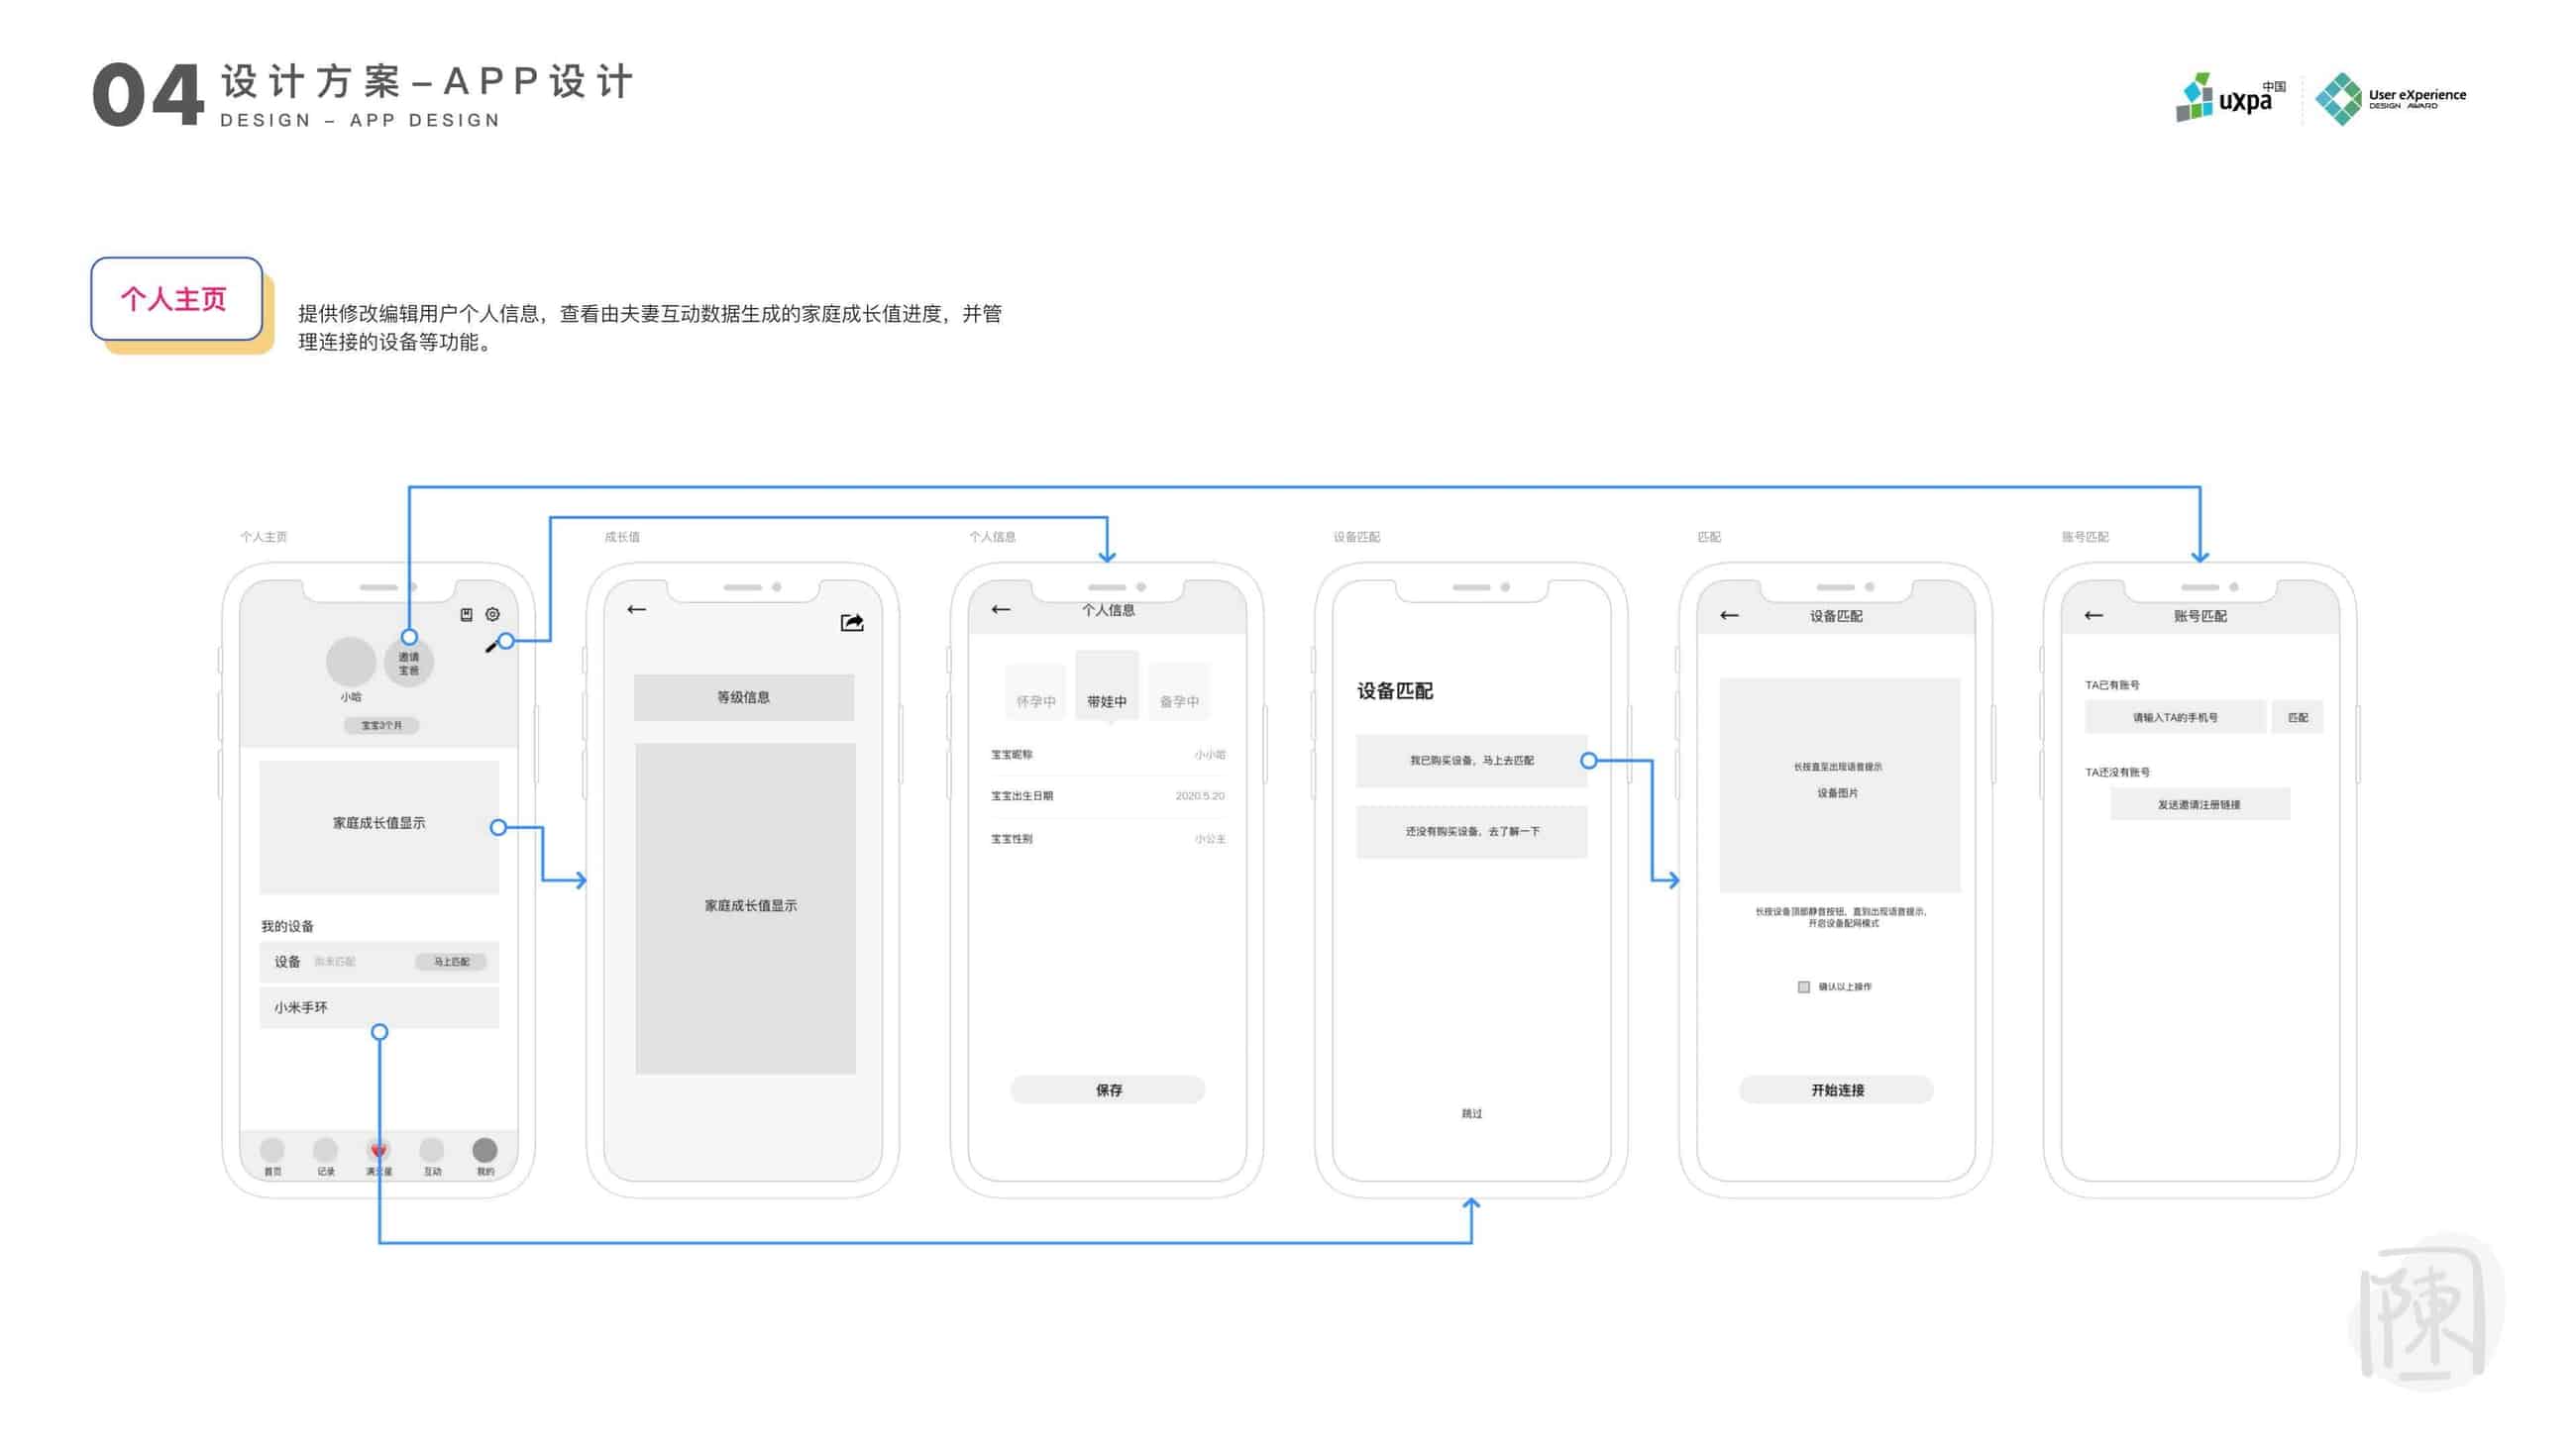 04
设计方案–APP设计
DESIGN – APP DESIGN
uxpa中国
User eXperience
DESIGN AWARD
个人主页
提供修改编辑用户个人信息，查看由夫妻互动数据生成的家庭成长值进度，并管
理连接的设备等功能。
个人主页
邀请
宝爸
小哈
宝宝3个月
家庭成长值显示
我的设备
设备 尚未匹配 马上匹配
小米手环
首页 记录 互动 我的
成长值
等级信息
家庭成长值显示
个人信息
个人信息
怀孕中 带娃中 备孕中
宝宝昵称 小小哈
宝宝出生日期 2020.5.20
宝宝性别 小公主
保存
设备匹配
设备匹配
我已购买设备，马上去匹配
还没有购买设备，去了解一下
跳过
匹配
设备匹配
长按直至出现语音提示
设备图片
长按设备顶部静音按钮，直到出现语音提示，
开启设备配网模式
确认以上操作
开始连接
账号匹配
账号匹配
TA已有账号
请输入TA的手机号 匹配
TA还没有账号
发送邀请注册链接
陳